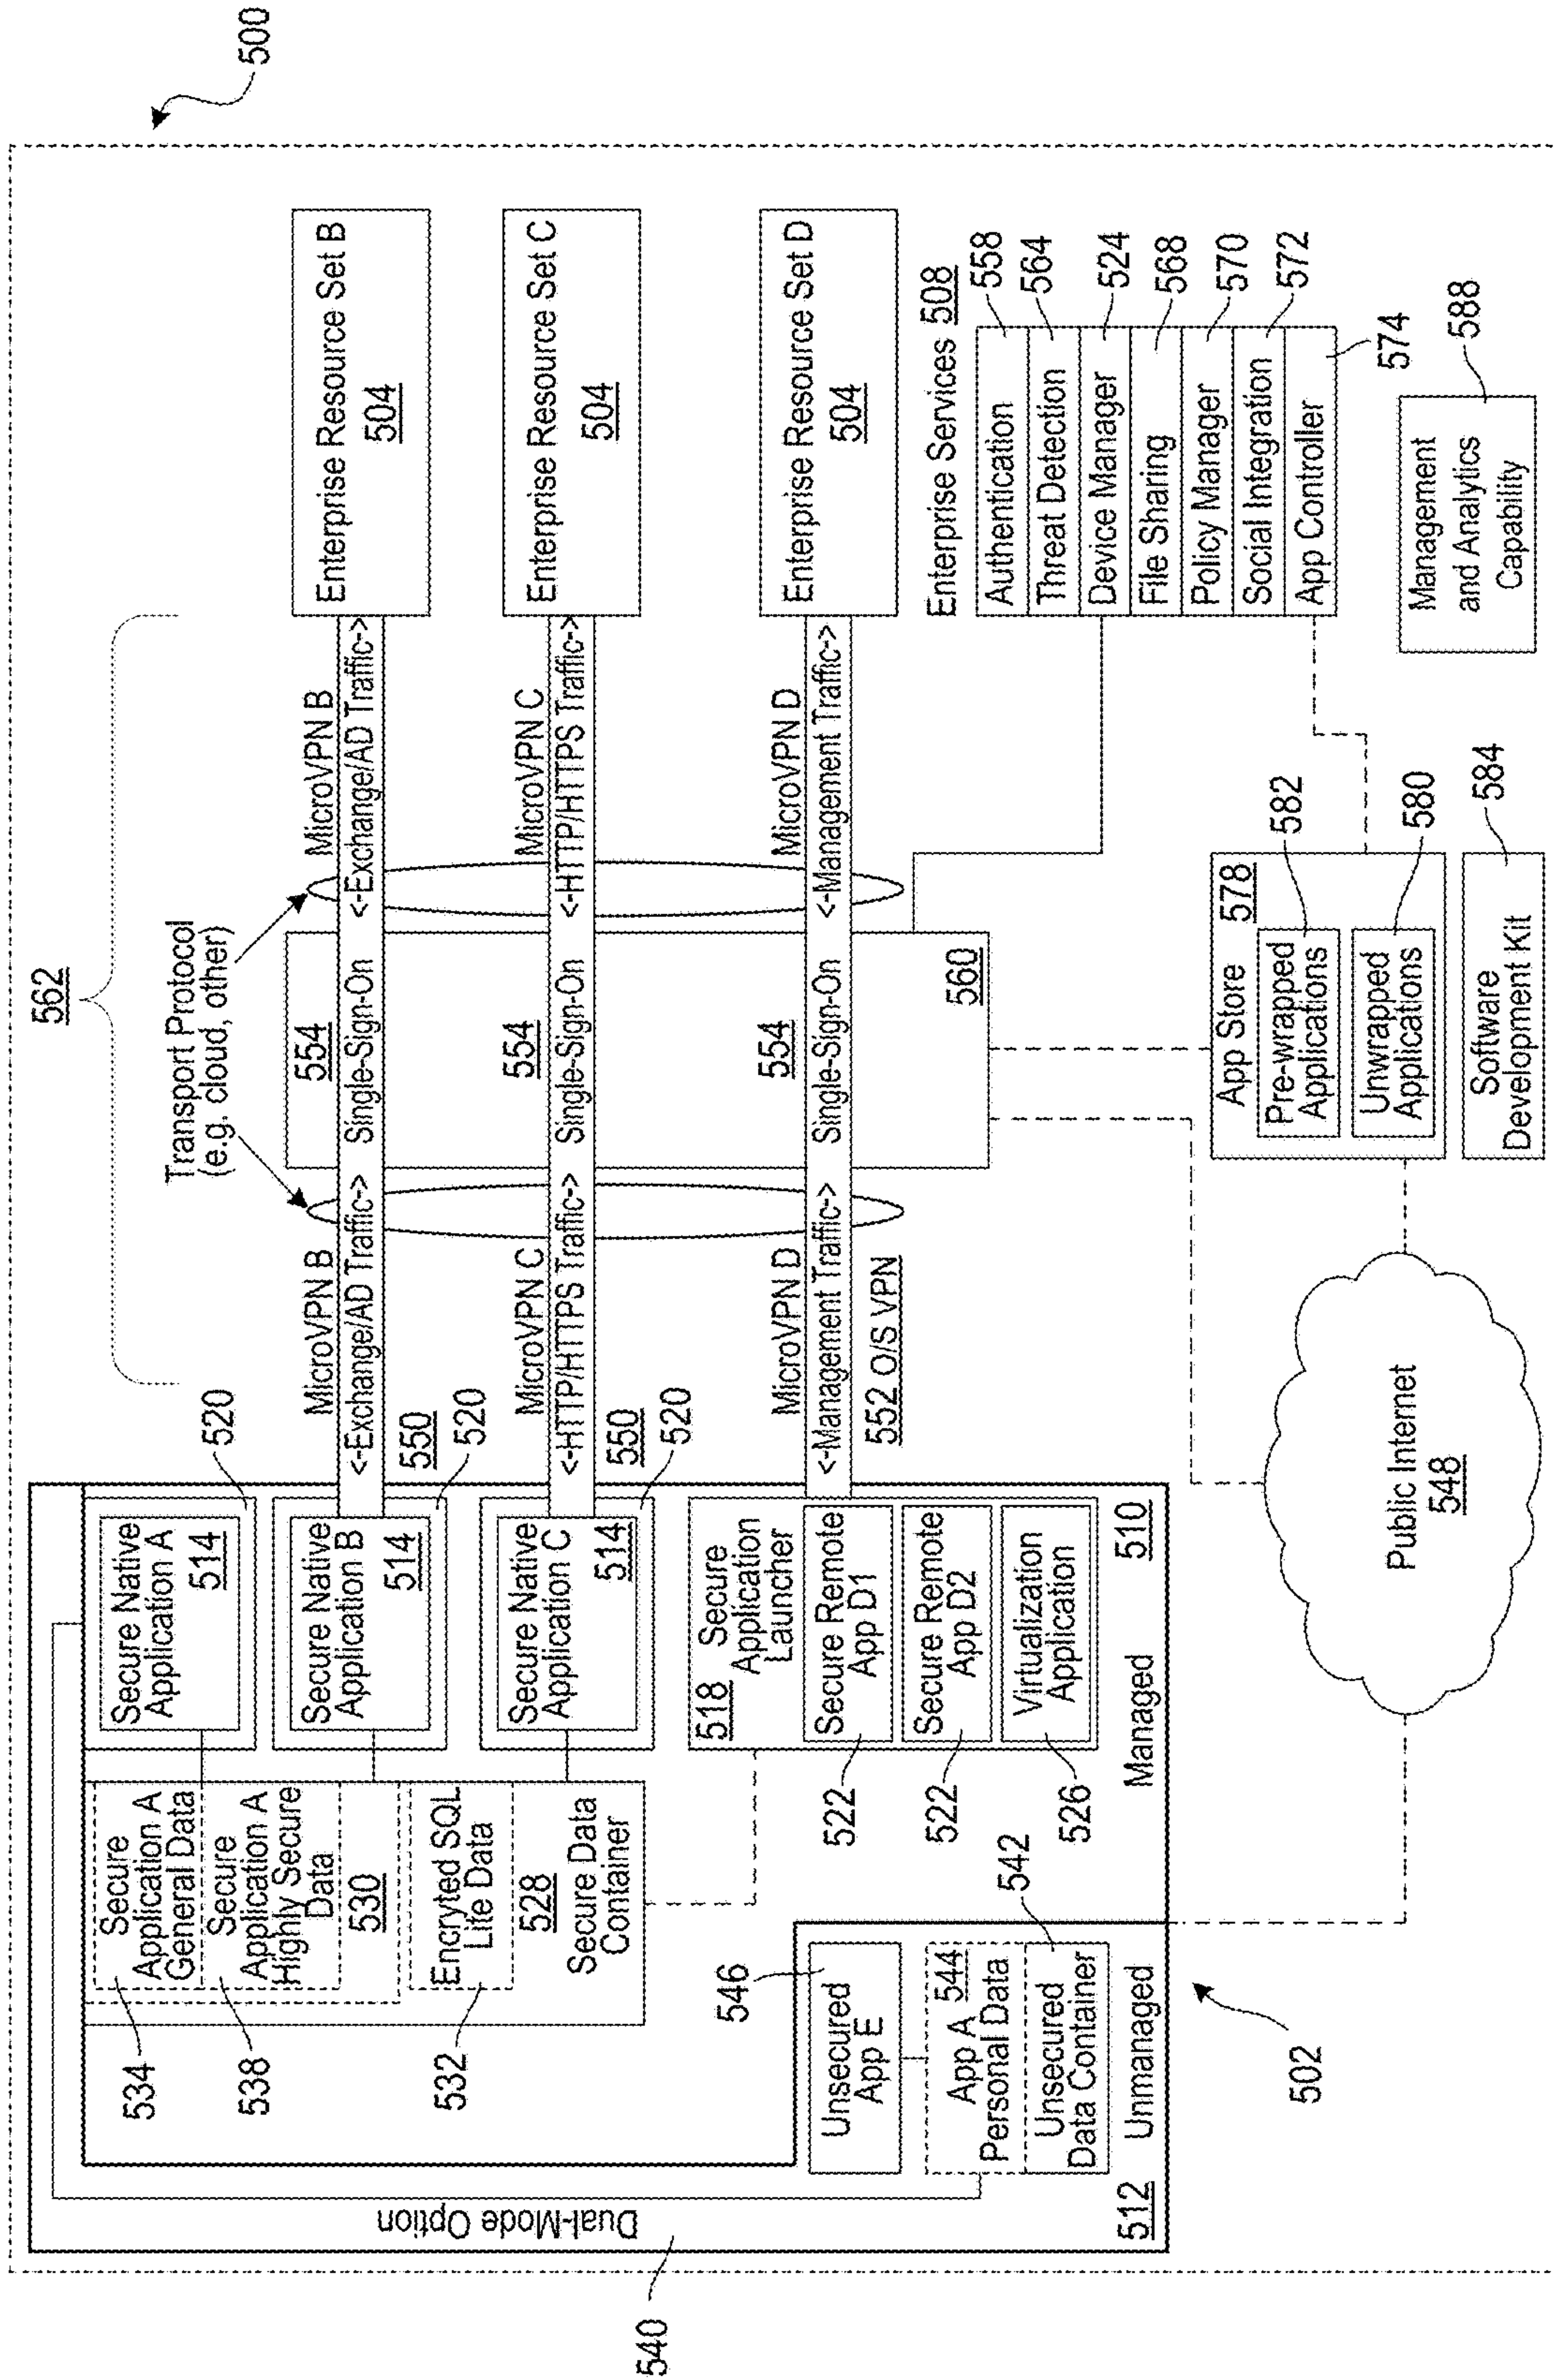 500
562
Transport Protocol
(e.g. cloud, other)
540
Dual-Mode Option
534
538
532
Secure
Application A
General Data
Secure
Application A
Highly Secure
Data
530
Encryted SQL
Lite Data
528
Secure Data
Container
Secure Native
Application A
514
520
Secure Native
Application B
514
520
550
Secure Native
Application C
514
520
550
MicroVPN B
<-Exchange/AD Traffic->
554
Single-Sign-On
MicroVPN B
<-Exchange/AD Traffic->
Enterprise Resource Set B
504
MicroVPN C
<-HTTP/HTTPS Traffic->
554
Single-Sign-On
MicroVPN C
<-HTTP/HTTPS Traffic->
Enterprise Resource Set C
504
518
Secure
Application
Launcher
522
Secure Remote
App D1
522
Secure Remote
App D2
526
Virtualization
Application
Managed
510
MicroVPN D
<-Management Traffic->
552 O/S VPN
554
Single-Sign-On
560
MicroVPN D
<-Management Traffic->
Enterprise Resource Set D
504
546
Unsecured
App E
544
App A
Personal Data
542
Unsecured
Data Container
512
Unmanaged
502
Public Internet
548
App Store
578
Pre-wrapped
Applications
582
Unwrapped
Applications
580
Software
Development Kit
584
Enterprise Services 508
Authentication
558
Threat Detection
564
Device Manager
524
File Sharing
568
Policy Manager
570
Social Integration
572
App Controller
574
Management
and Analytics
Capability
588